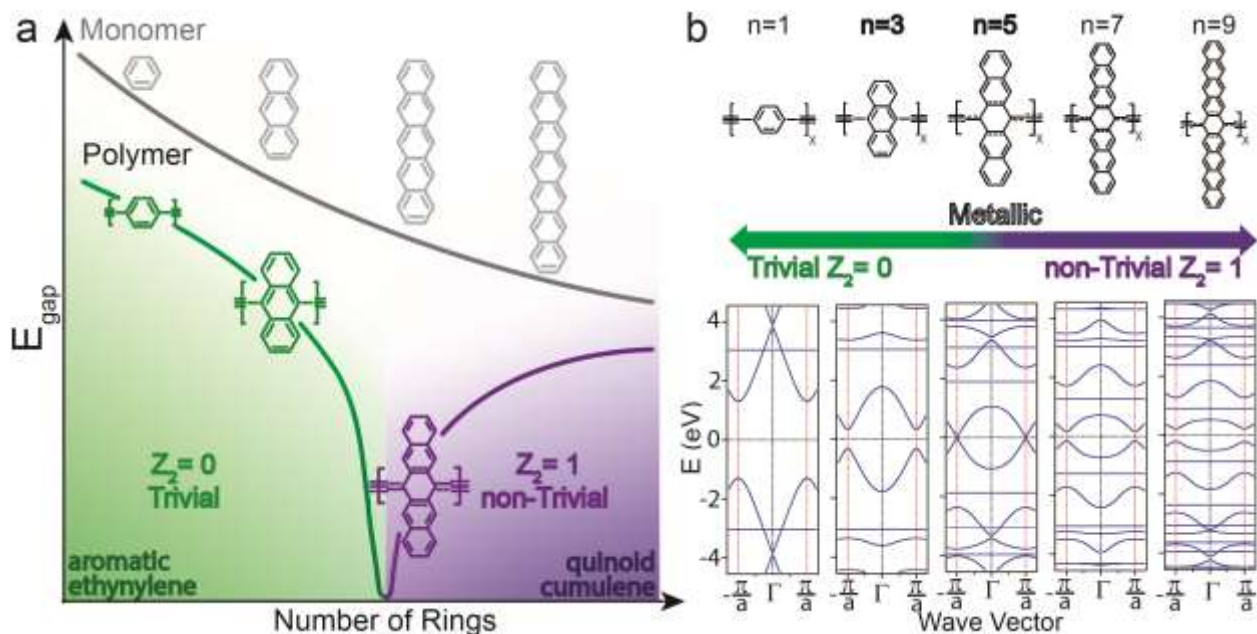 a
Monomer
Polymer
E gap
Z2= 0
Trivial
Z2= 1
non-Trivial
aromatic
ethynylene
quinoid
cumulene
Number of Rings
b
n=1 n=3 n=5 n=7 n=9
x x x x x
Metallic
Trivial Z2= 0 non-Trivial Z2= 1
E (eV)
4
2
0
-2
-4
-π/a Γ π/a -π/a Γ π/a -π/a Γ π/a -π/a Γ π/a -π/a Γ π/a
Wave Vector